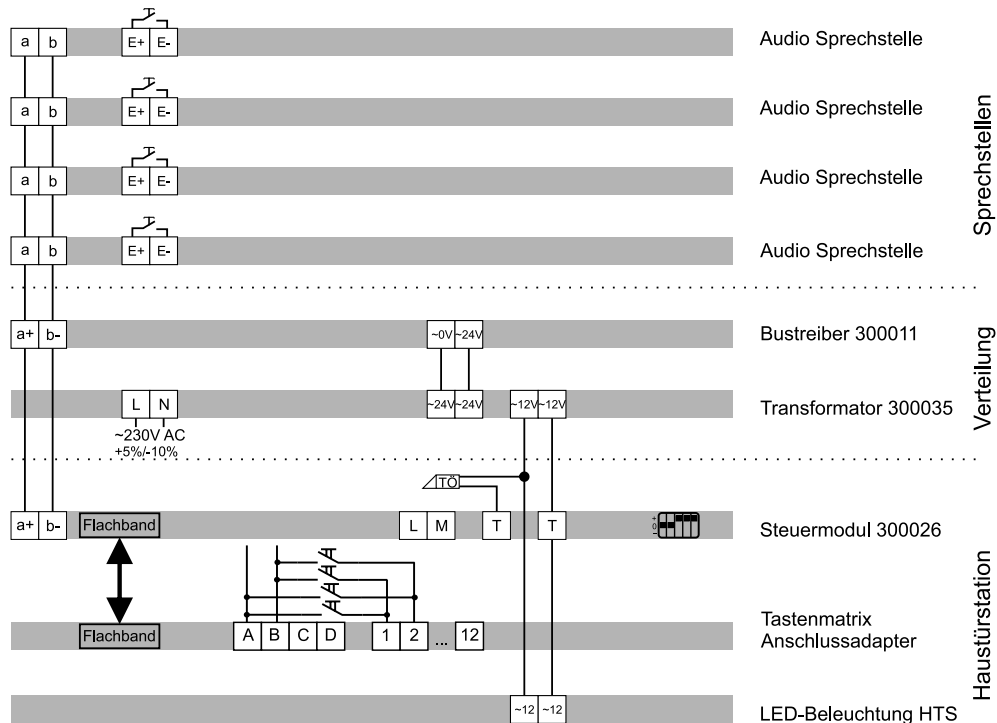 a b E+ E- Audio Sprechstelle
a b E+ E- Audio Sprechstelle
a b E+ E- Audio Sprechstelle
a b E+ E- Audio Sprechstelle
Sprechstellen
a+ b- ~0V ~24V Bustreiber 300011
L N ~24V ~24V ~12V ~12V Transformator 300035
~230V AC
+5%/-10%
Verteilung
TÖ
a+ b- Flachband L M T T + 0 - Steuermodul 300026
Flachband A B C D 1 2 ... 12 Tastenmatrix
Anschlussadapter
~12 ~12 LED-Beleuchtung HTS
Haustürstation